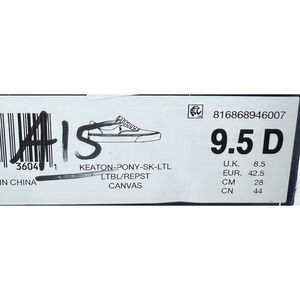 816868946007
A15
9.5 D
3604 1
KEATON-PONY-SK-LTL
LTBL/REPST
CANVAS
IN CHINA
U.K. 8.5
EUR. 42.5
CM 28
CN 44